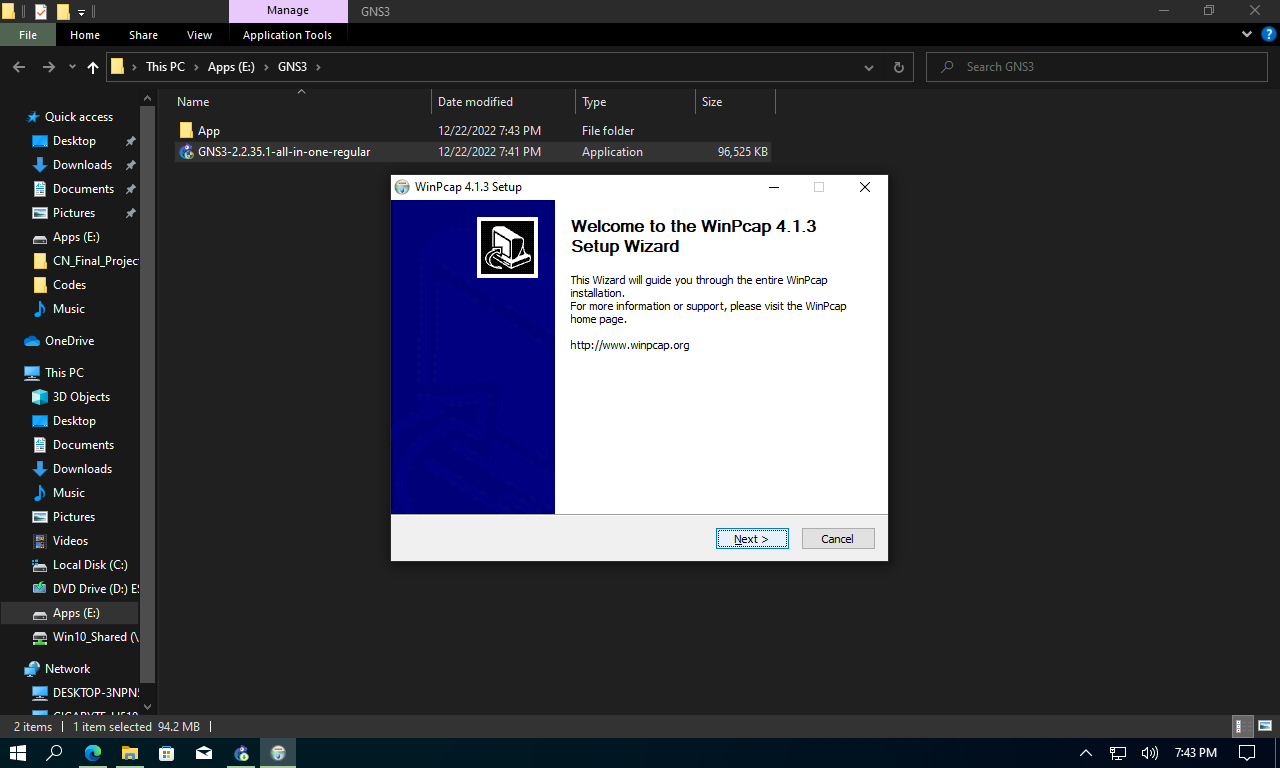 Manage
GNS3
File
Home
Share
View
Application Tools
This PC
Apps (E:)
GNS3
Search GNS3
Name
Date modified
Type
Size
App
12/22/2022 7:43 PM
File folder
GNS3-2.2.35.1-all-in-one-regular
12/22/2022 7:41 PM
Application
96,525 KB
Quick access
Desktop
Downloads
Documents
Pictures
Apps (E:)
CN_Final_Projec
Codes
Music
OneDrive
This PC
3D Objects
Desktop
Documents
Downloads
Music
Pictures
Videos
Local Disk (C:)
DVD Drive (D:) ES
Apps (E:)
Win10_Shared (\
Network
DESKTOP-3NPN5
WinPcap 4.1.3 Setup
Welcome to the WinPcap 4.1.3
Setup Wizard
This Wizard will guide you through the entire WinPcap
installation.
For more information or support, please visit the WinPcap
home page.
http://www.winpcap.org
Next >
Cancel
2 items
1 item selected 94.2 MB
7:43 PM